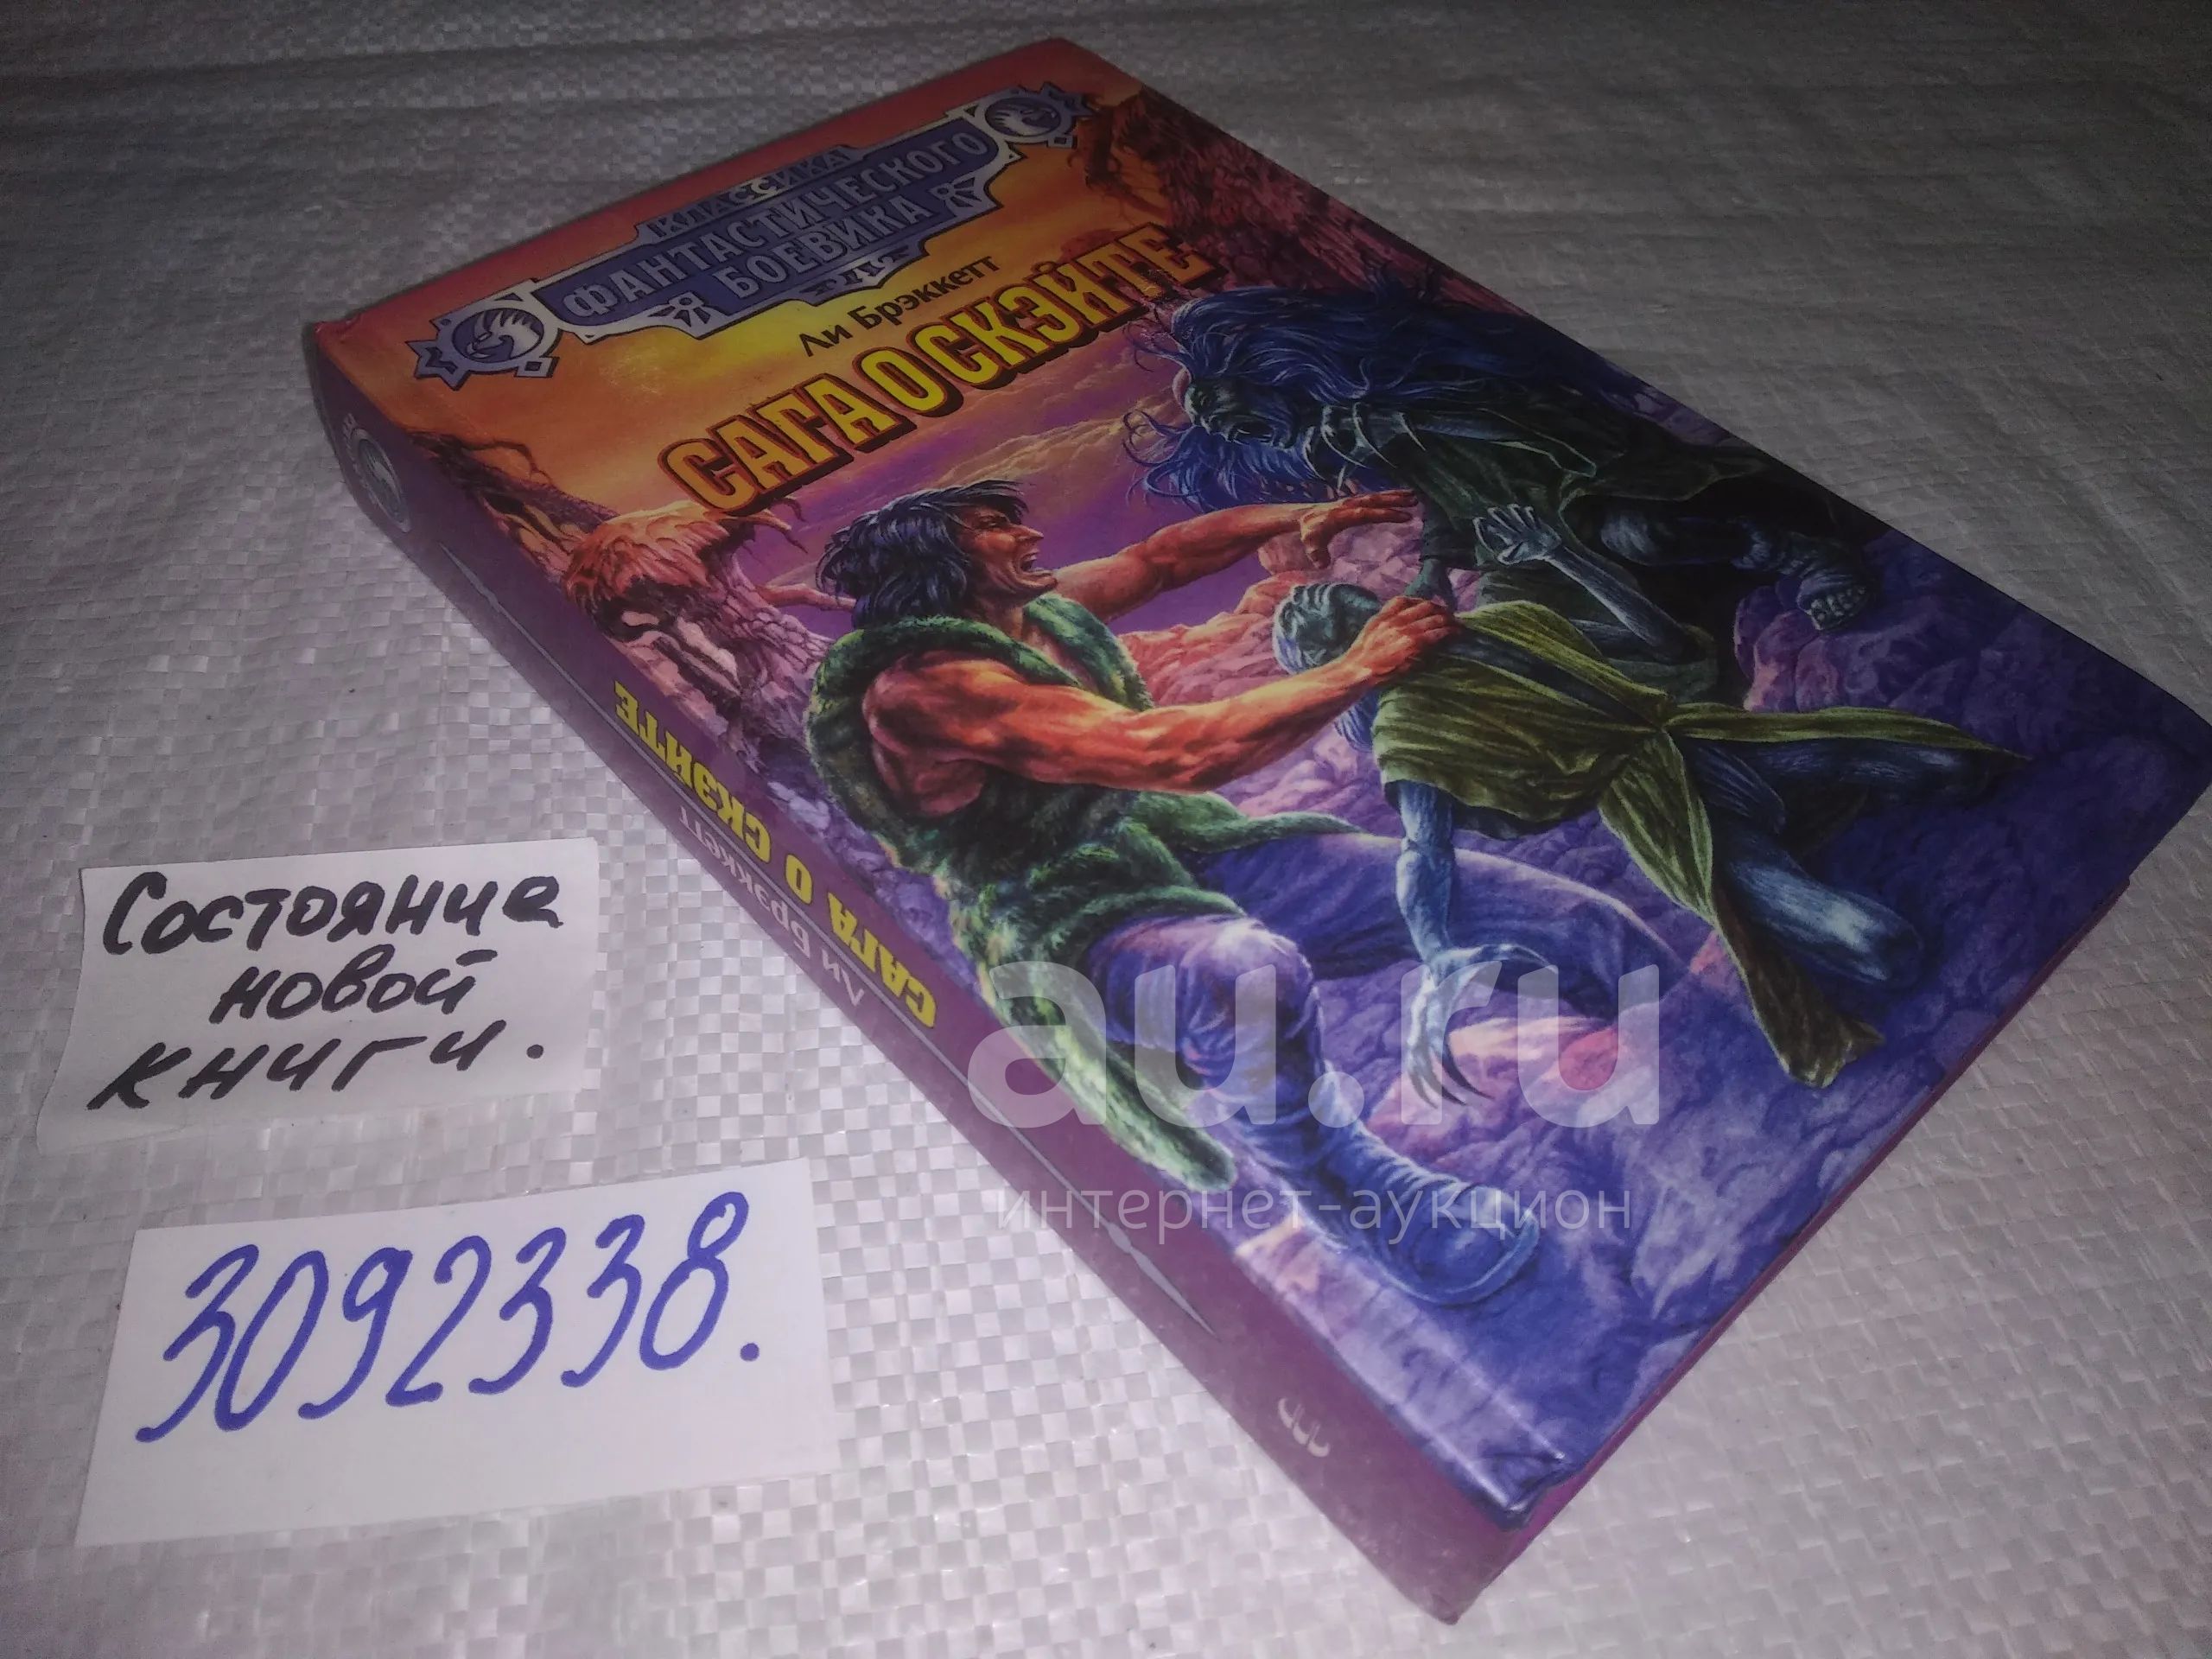 КЛАССИКА
ФАНТАСТИЧЕСКОГО
БОЕВИКА
Ли Брэккетт
САГА О СКЭЙТЕ
САГА О СКЭЙТЕ
Ли Брэккетт
Состояние
новой
книги.
3092338.
au.ru
интернет-аукцион